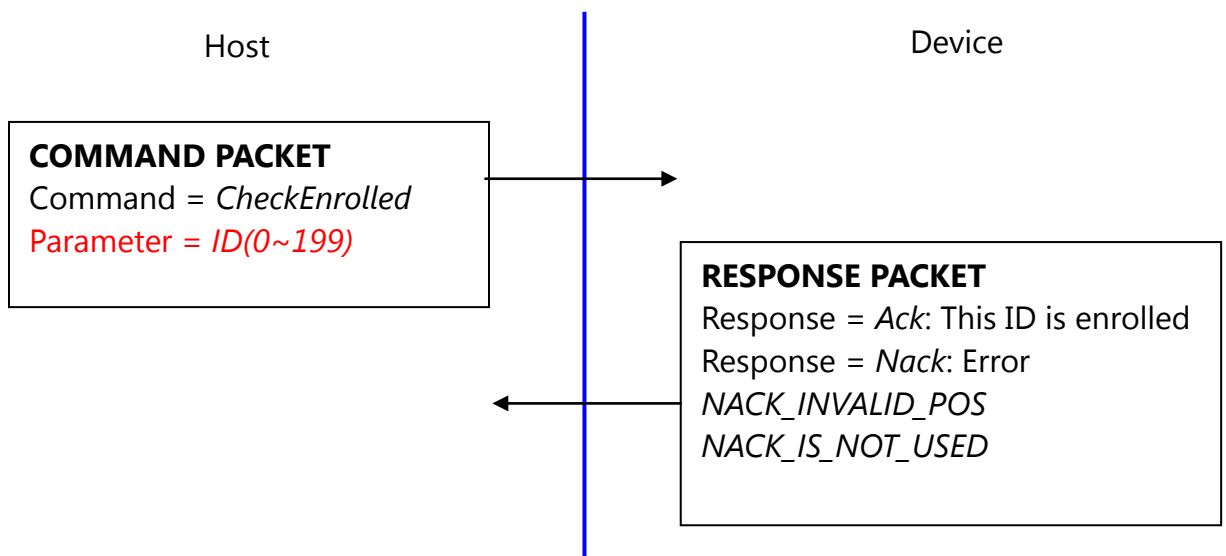 Host
Device
COMMAND PACKET
Command = CheckEnrolled
Parameter = ID(0~199)
RESPONSE PACKET
Response = Ack: This ID is enrolled
Response = Nack: Error
NACK_INVALID_POS
NACK_IS_NOT_USED